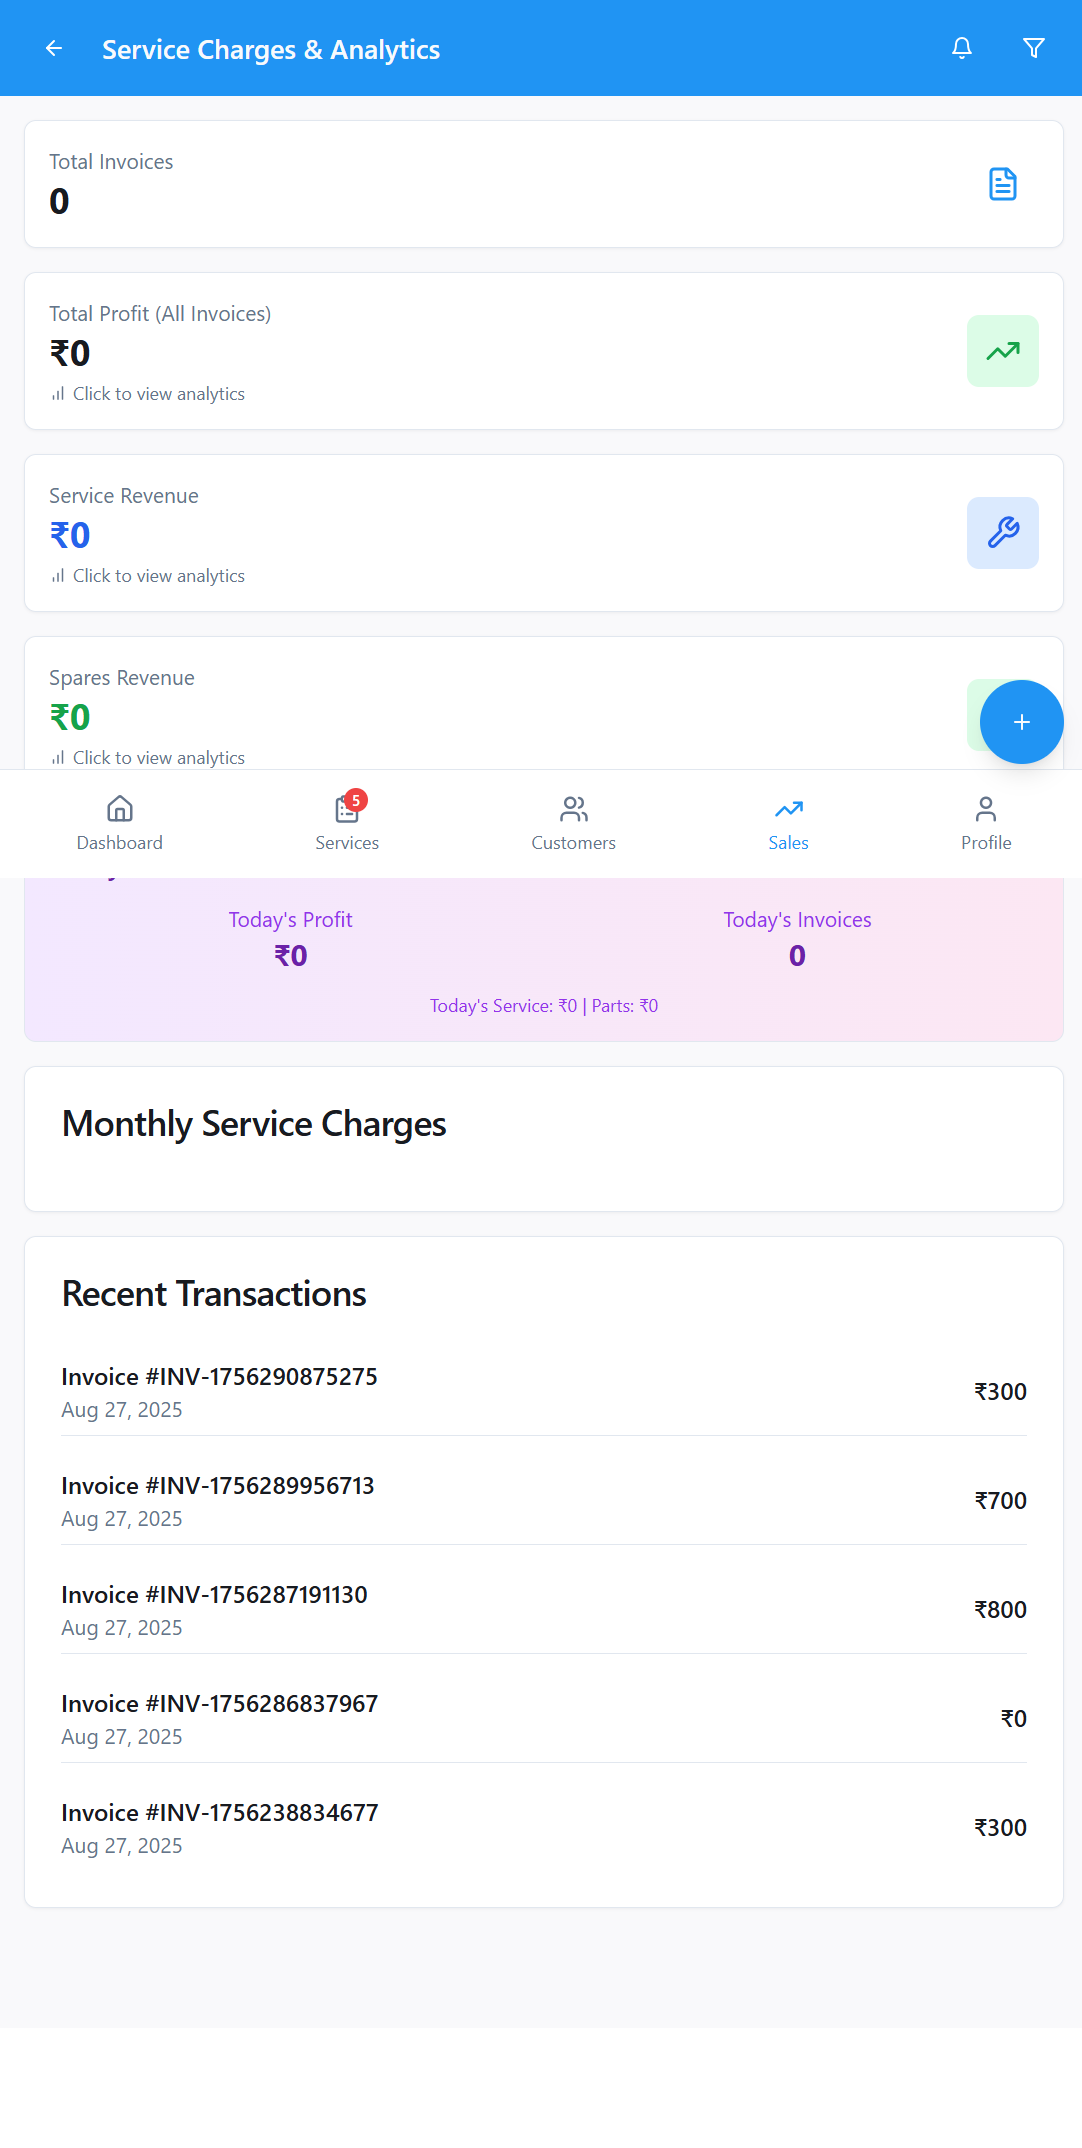 Service Charges & Analytics
Total Invoices
0
Total Profit (All Invoices)
₹0
Click to view analytics
Service Revenue
₹0
Click to view analytics
Spares Revenue
₹0
Click to view analytics
5
Dashboard
Services
Customers
Sales
Profile
Today's Profit
Today's Invoices
₹0
0
Today's Service: ₹0 | Parts: ₹0
Monthly Service Charges
Recent Transactions
Invoice #INV-1756290875275
₹300
Aug 27, 2025
Invoice #INV-1756289956713
₹700
Aug 27, 2025
Invoice #INV-1756287191130
₹800
Aug 27, 2025
Invoice #INV-1756286837967
₹0
Aug 27, 2025
Invoice #INV-1756238834677
₹300
Aug 27, 2025